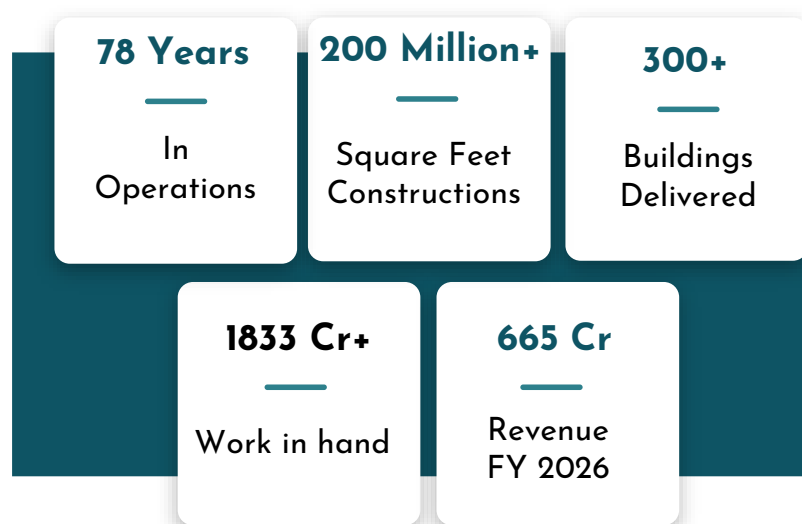 78 Years
In
Operations
200 Million+
Square Feet
Constructions
300+
Buildings
Delivered
1833 Cr+
Work in hand
665 Cr
Revenue
FY 2026